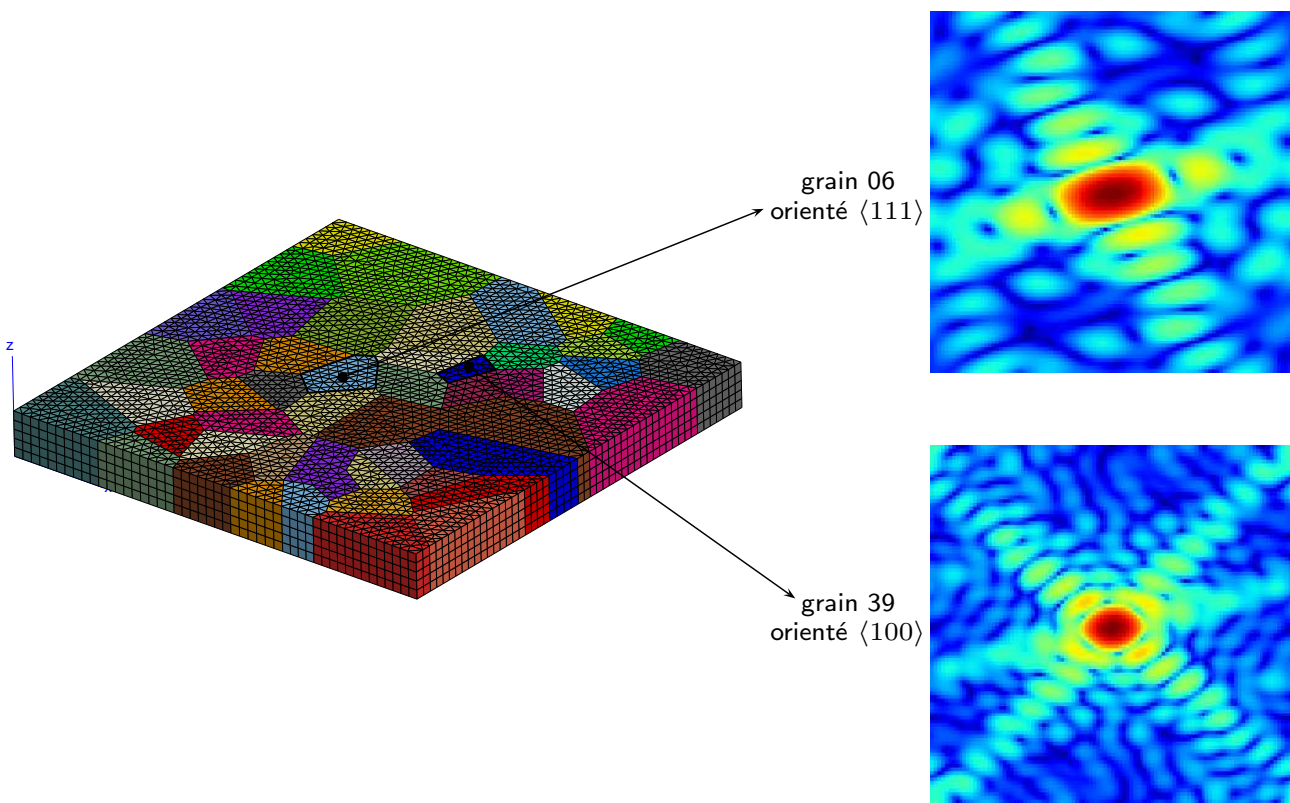 grain 06
orienté ⟨111⟩
z
grain 39
orienté ⟨100⟩